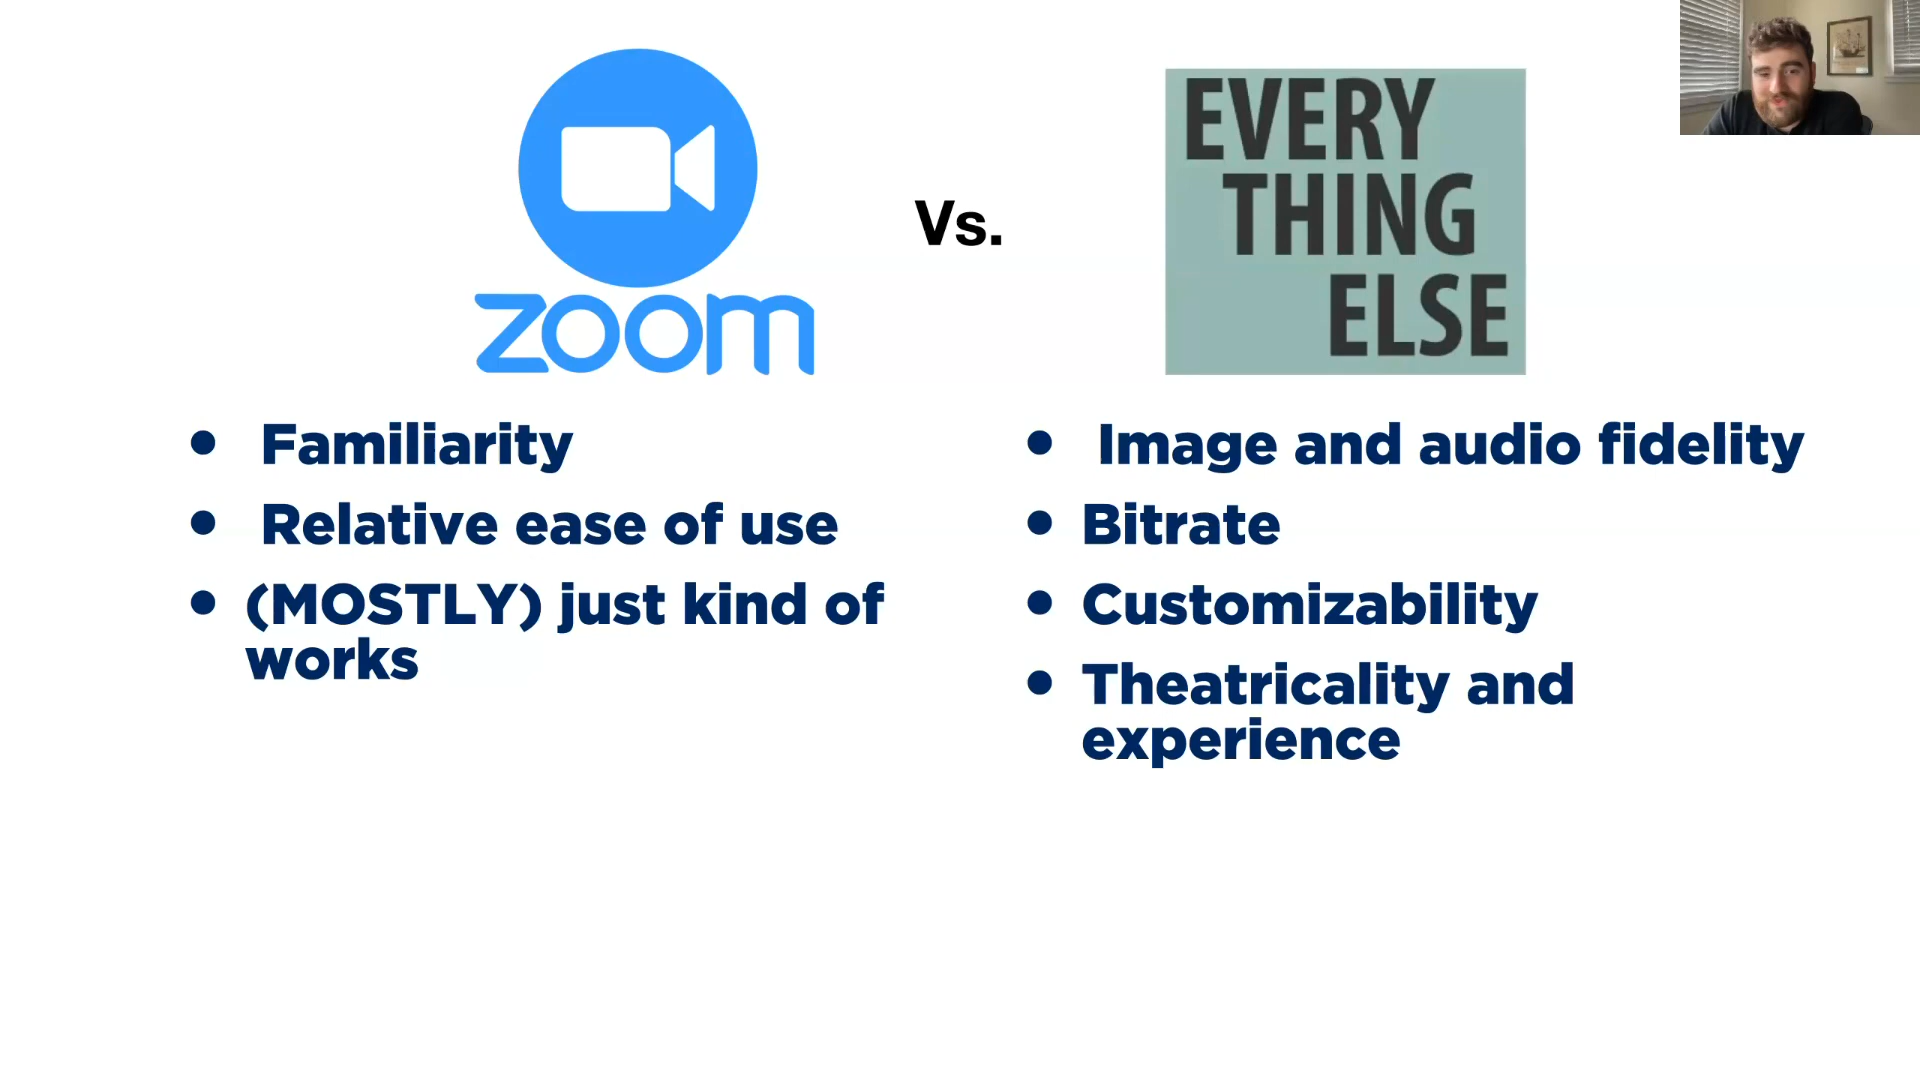 zoom
Vs.
EVERY
THING
ELSE
• Familiarity
• Relative ease of use
• (MOSTLY) just kind of
works
• Image and audio fidelity
• Bitrate
• Customizability
• Theatricality and
experience